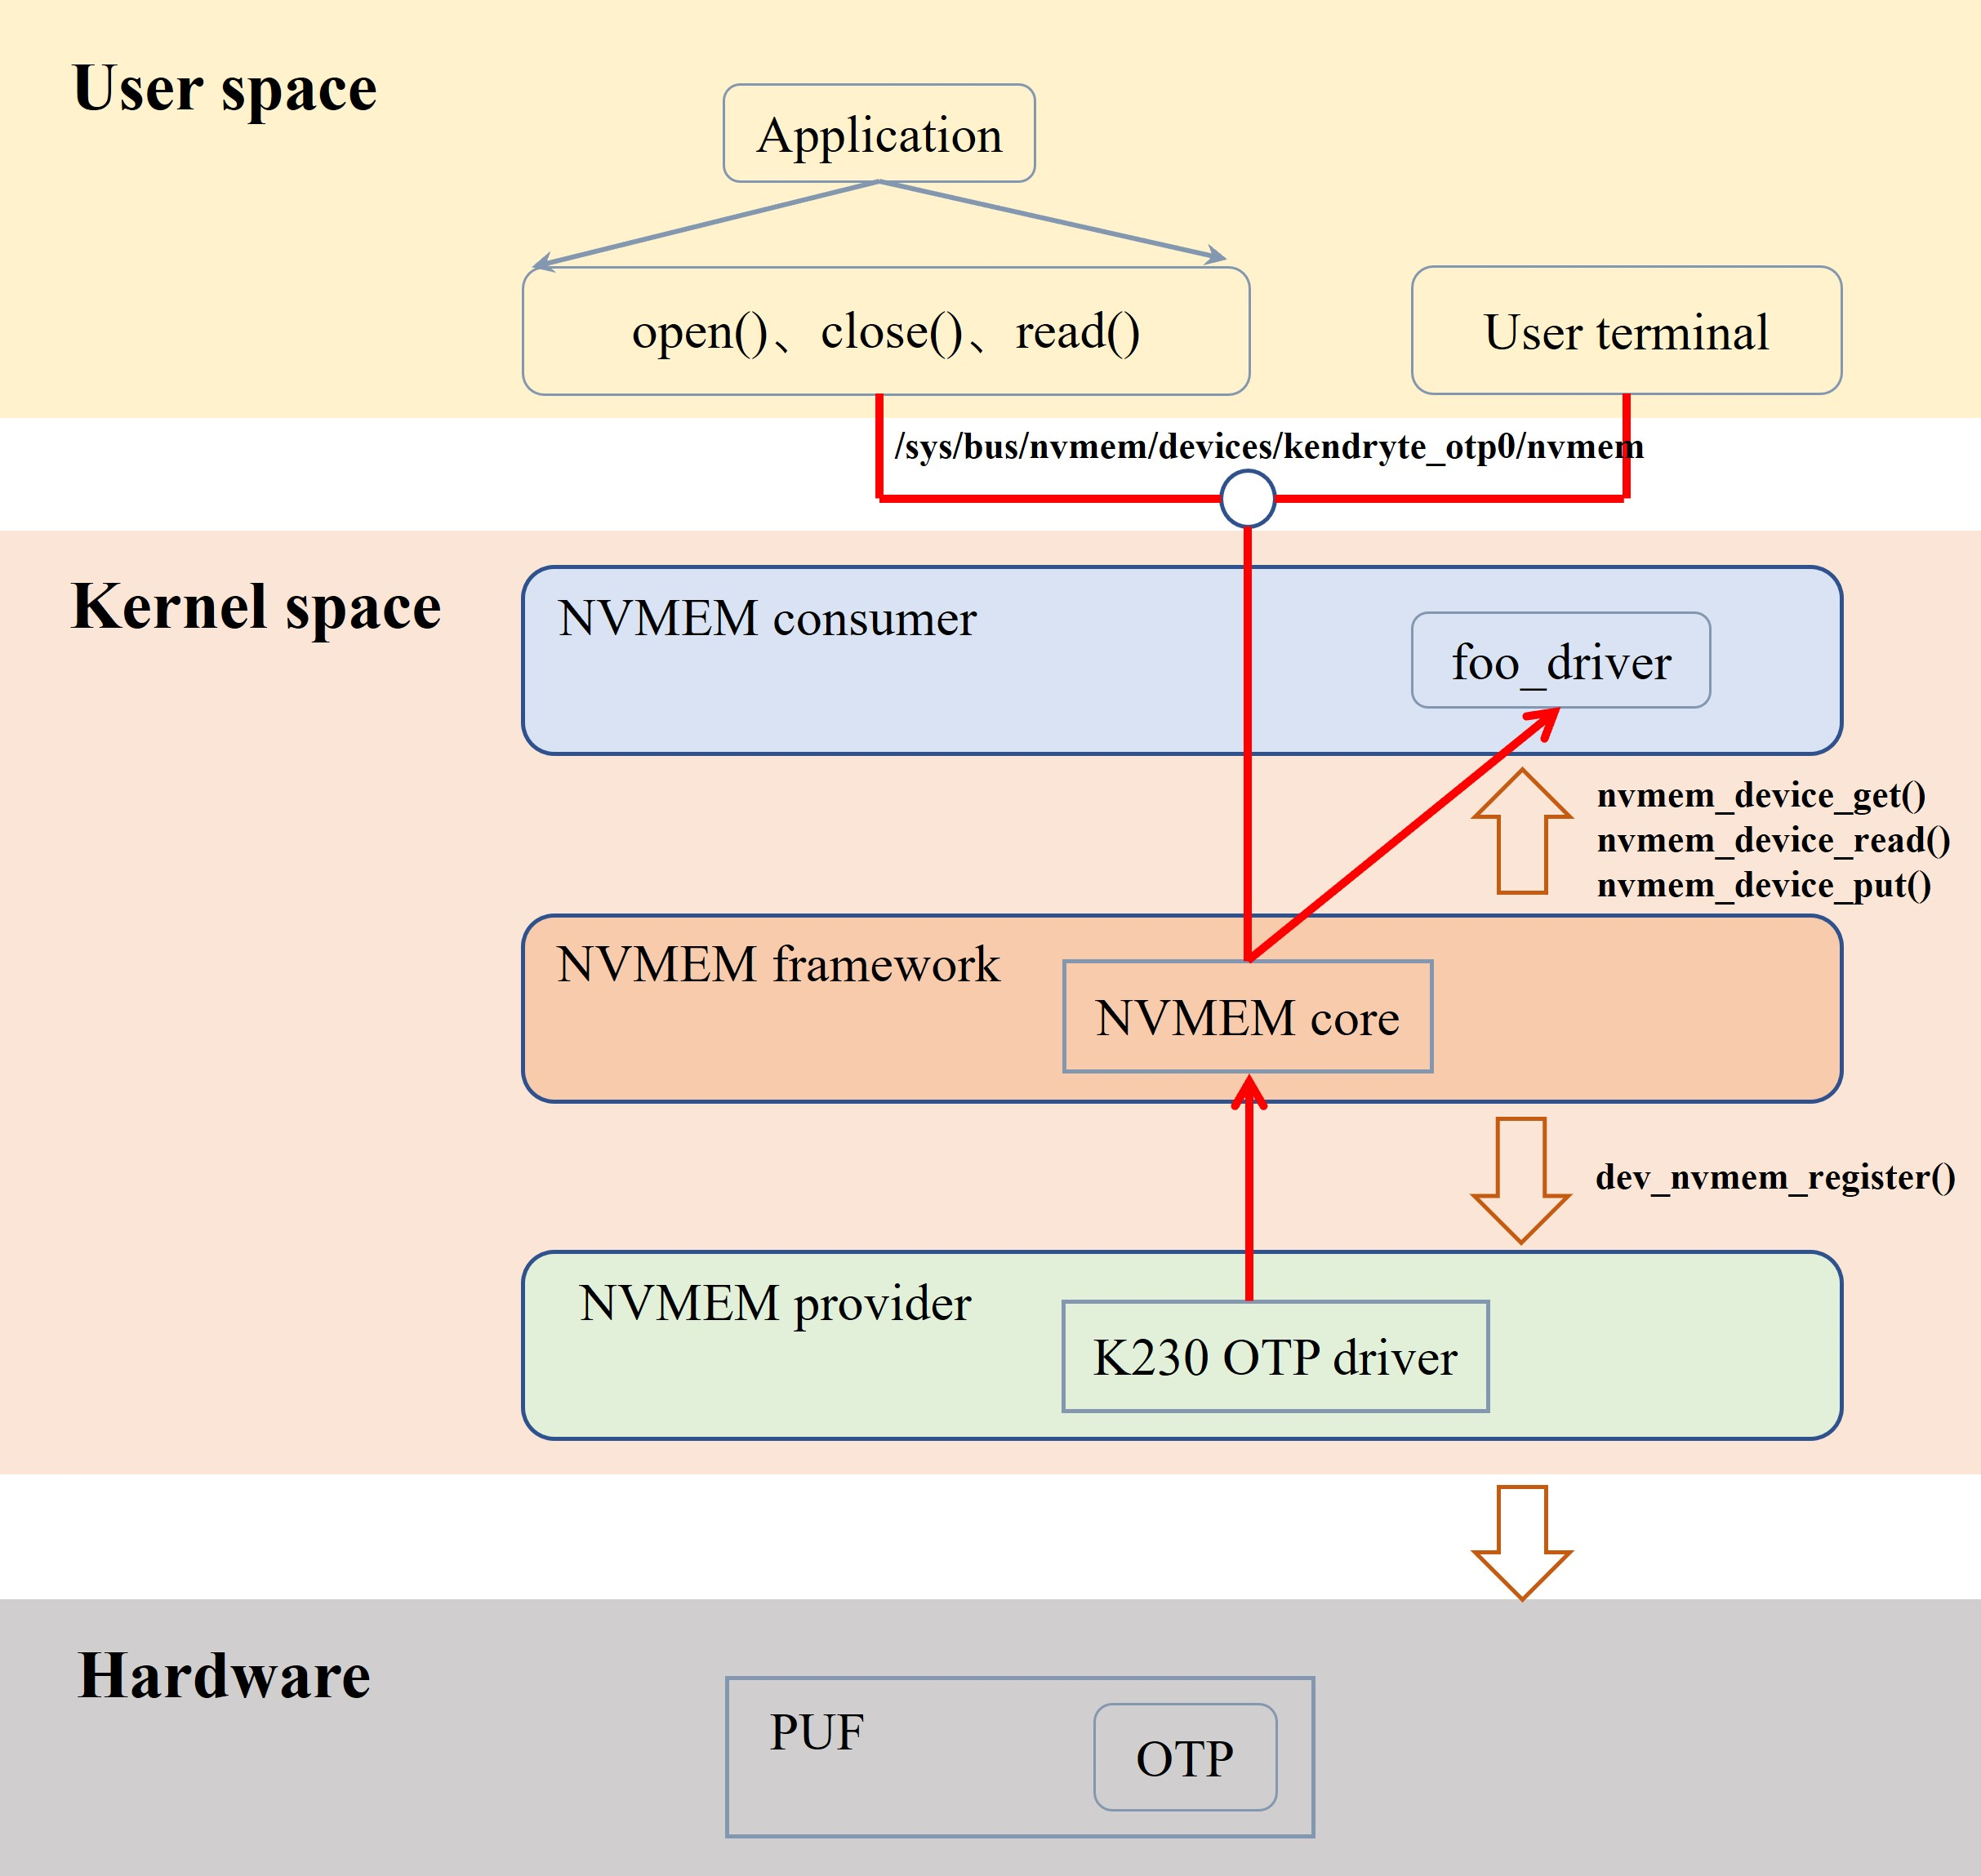 User space
Application
open()、close()、read()
User terminal
/sys/bus/nvmem/devices/kendryte_otp0/nvmem
Kernel space
NVMEM consumer
foo_driver
nvmem_device_get()
nvmem_device_read()
nvmem_device_put()
NVMEM framework
NVMEM core
dev_nvmem_register()
NVMEM provider
K230 OTP driver
Hardware
PUF
OTP